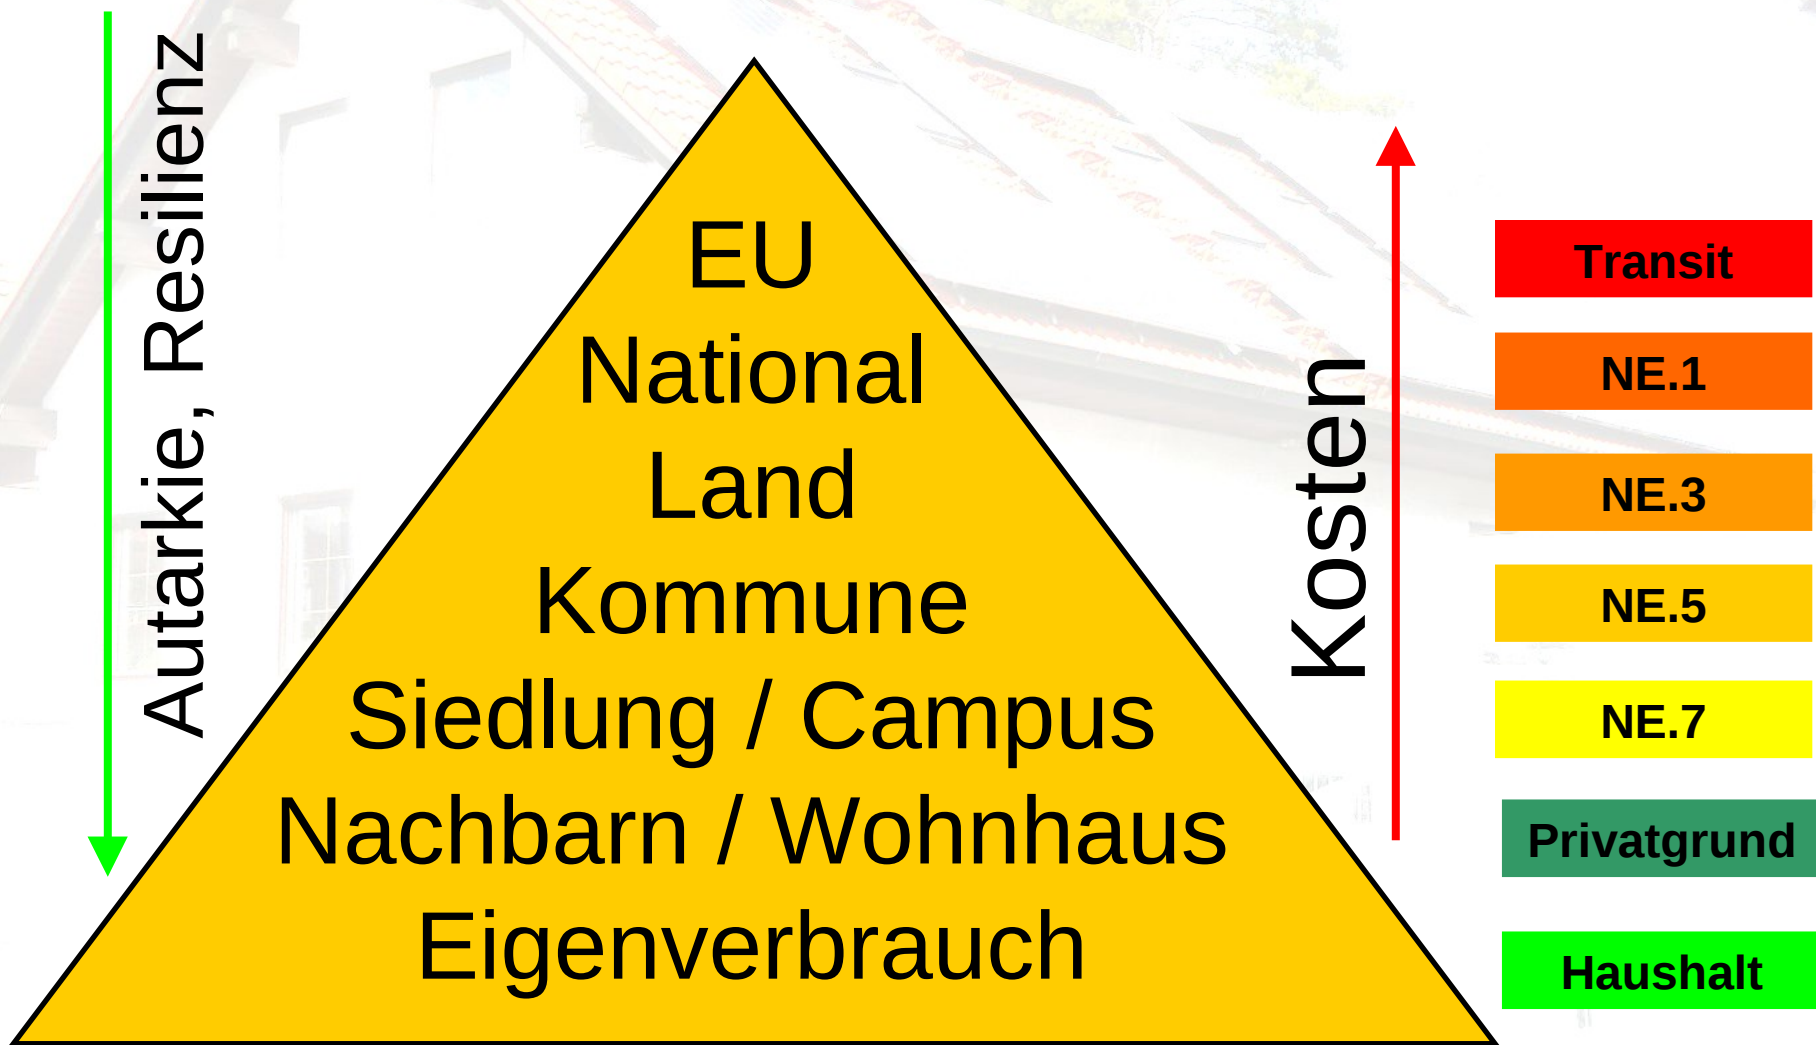 Autarkie, Resilienz
EU
National
Land
Kommune
Siedlung / Campus
Nachbarn / Wohnhaus
Eigenverbrauch
Kosten
Transit
NE.1
NE.3
NE.5
NE.7
Privatgrund
Haushalt